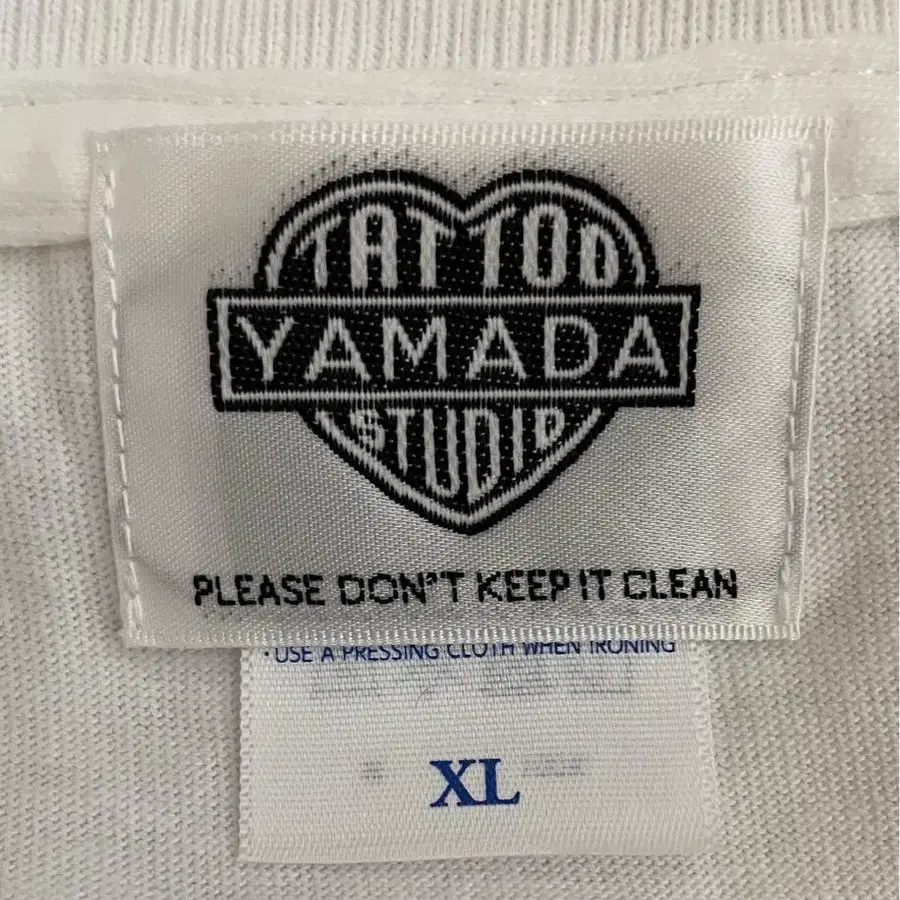 TATTOO
YAMADA
STUDIO
PLEASE DON'T KEEP IT CLEAN
・USE A PRESSING CLOTH WHEN IRONING
XL